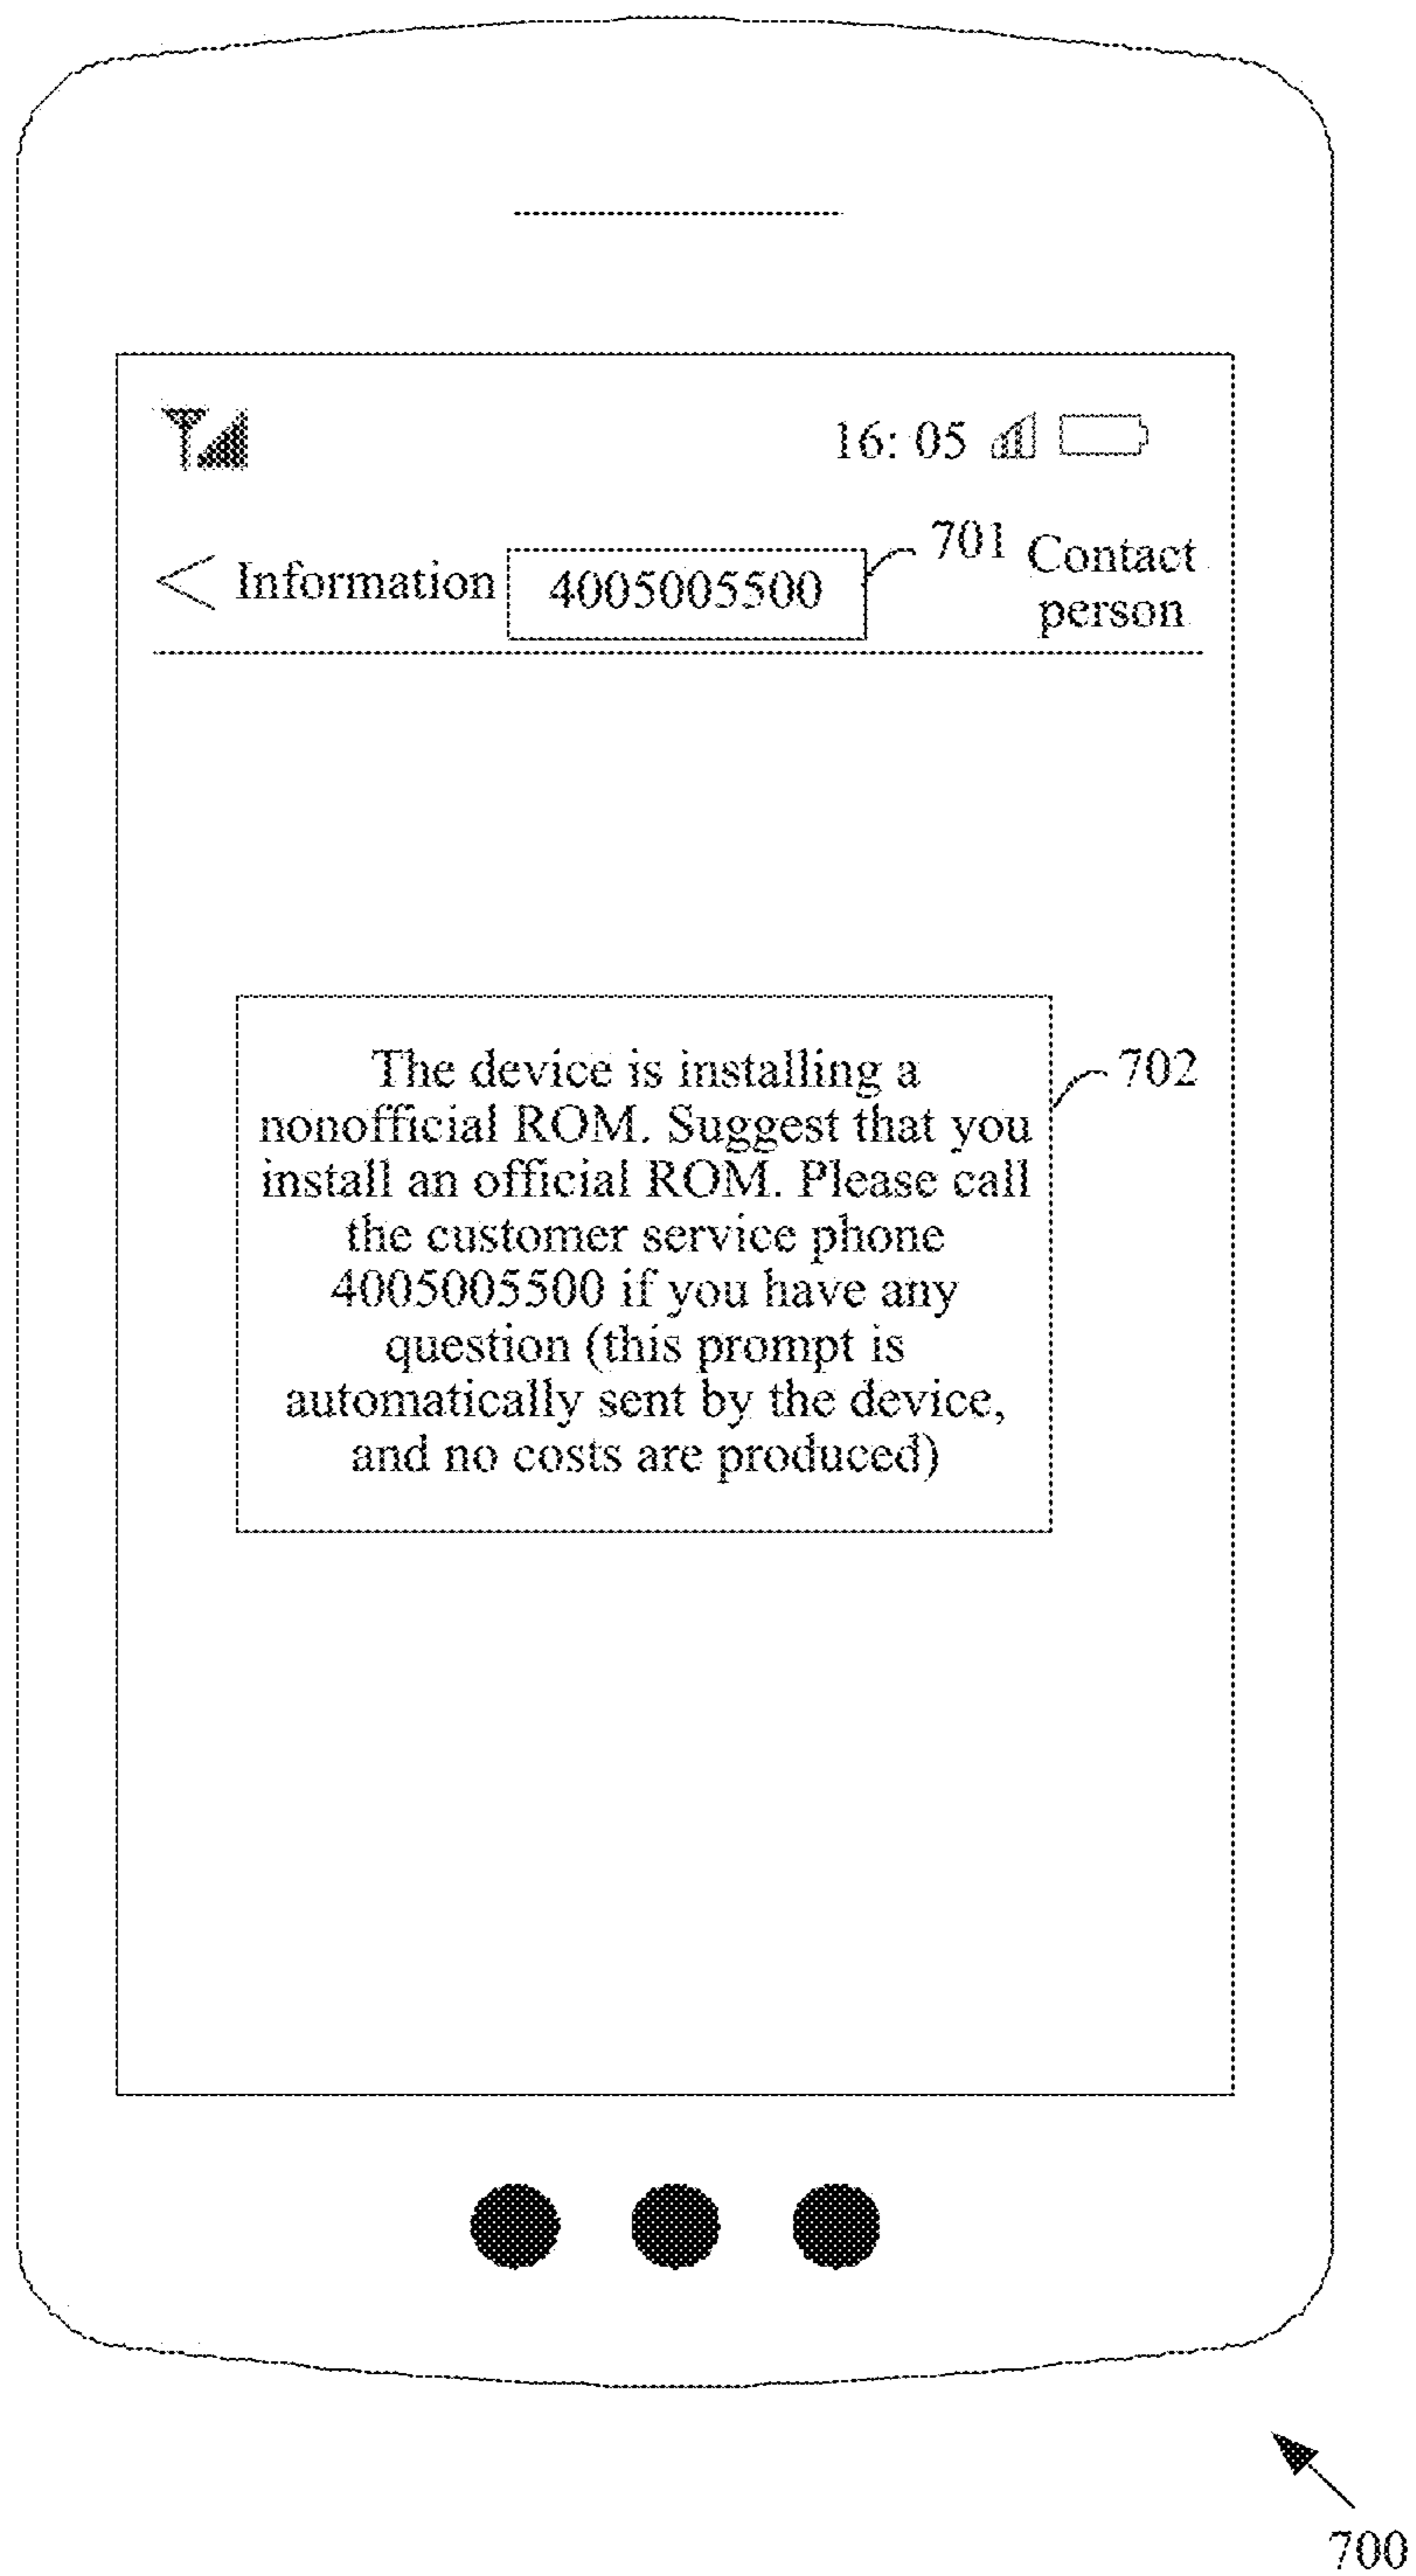 16: 05
701
Contact
person
< Information
4005005500
The device is installing a
nonofficial ROM. Suggest that you
install an official ROM. Please call
the customer service phone
4005005500 if you have any
question (this prompt is
automatically sent by the device,
and no costs are produced)
702
700